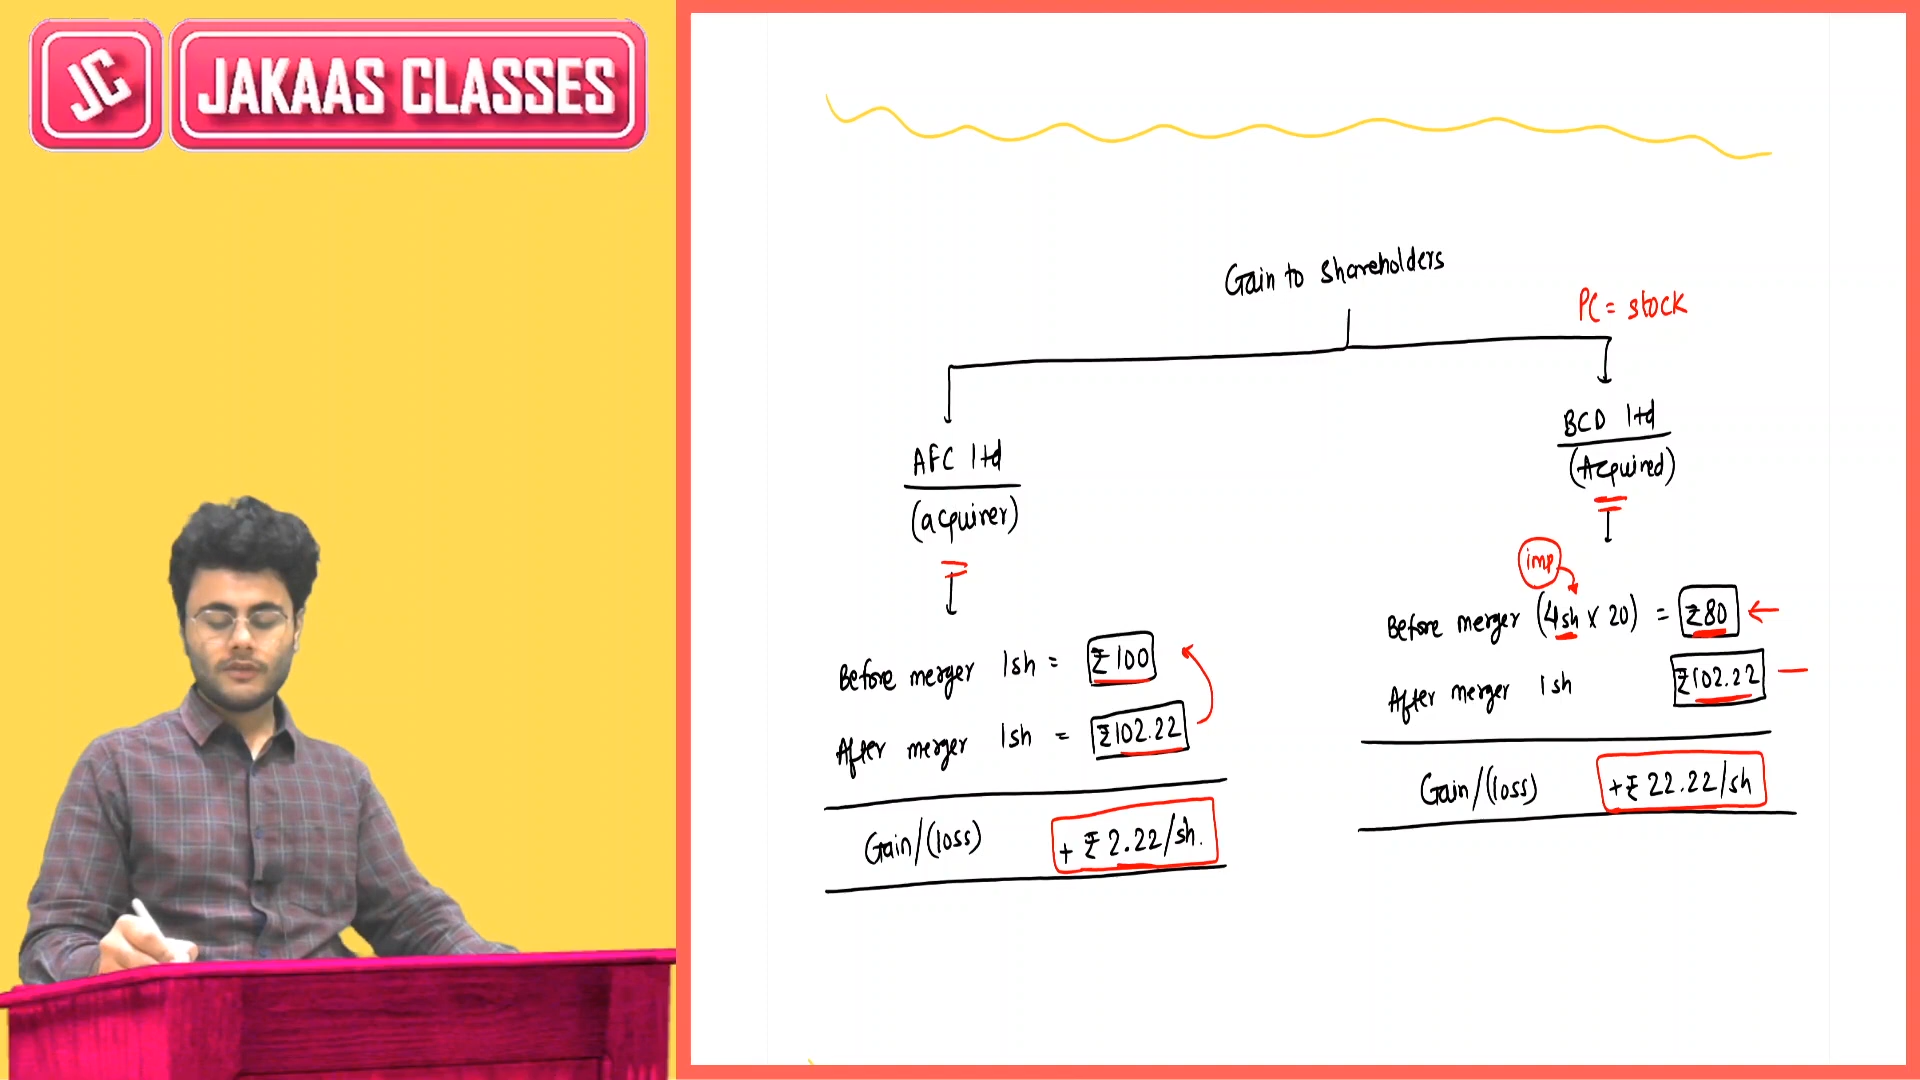 JC JAKAAS CLASSES
Gain to shareholders
PC = stock
AFC ltd
(acquirer)
Before merger 1sh = ₹100
After merger 1sh = ₹102.22
Gain/(loss) + ₹2.22/sh.
BCD ltd
(Acquired)
imp
Before merger (4sh x 20) = ₹80
After merger 1sh ₹102.22
Gain/(loss) +₹22.22/sh